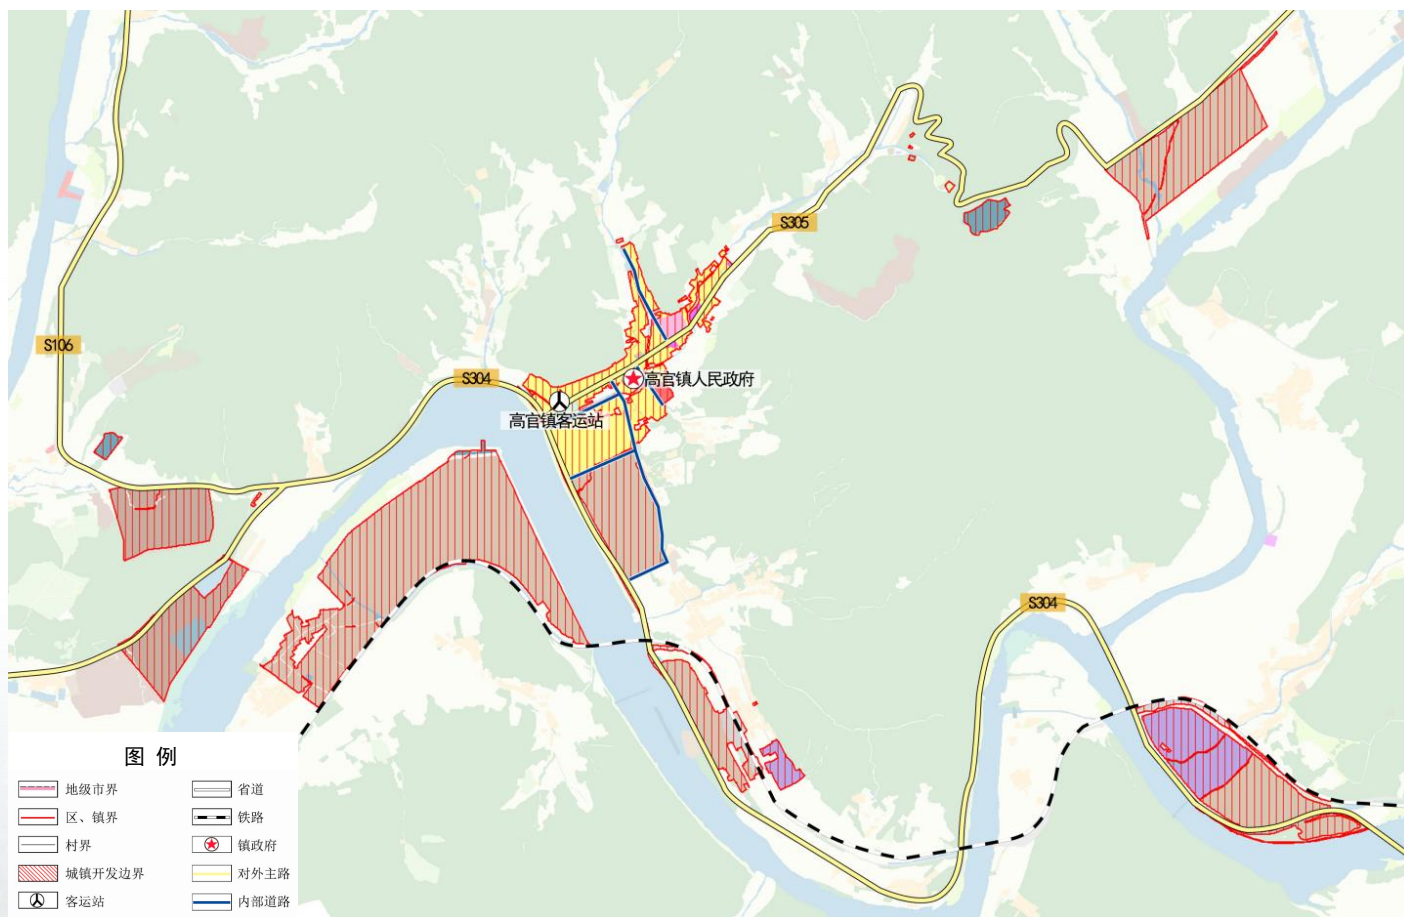 S305
S106
S304
高官镇人民政府
高官镇客运站
S304
图 例
地级市界
省道
区、镇界
铁路
村界
镇政府
城镇开发边界
对外主路
客运站
内部道路